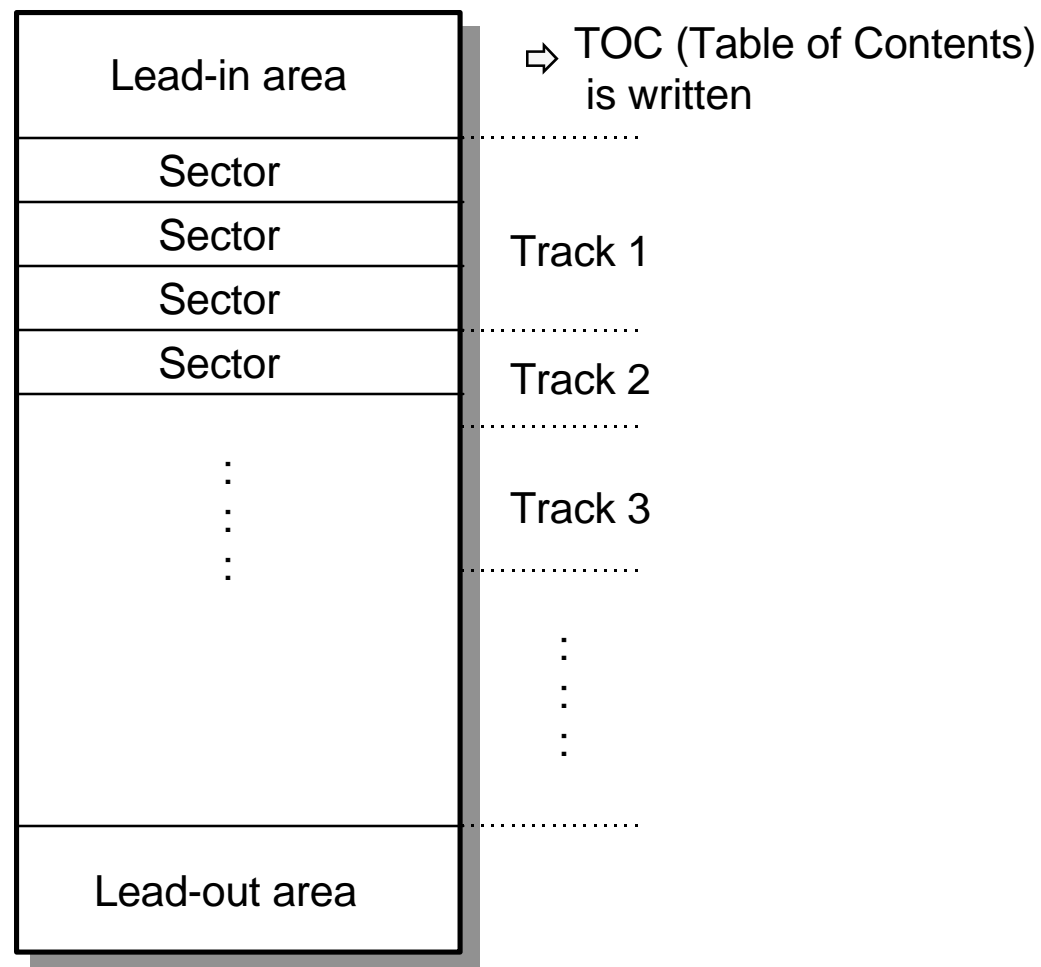 Lead-in area
⇨ TOC (Table of Contents)
is written
Sector
Sector
Track 1
Sector
Sector
Track 2
:
:
:
Track 3
:
:
:
Lead-out area